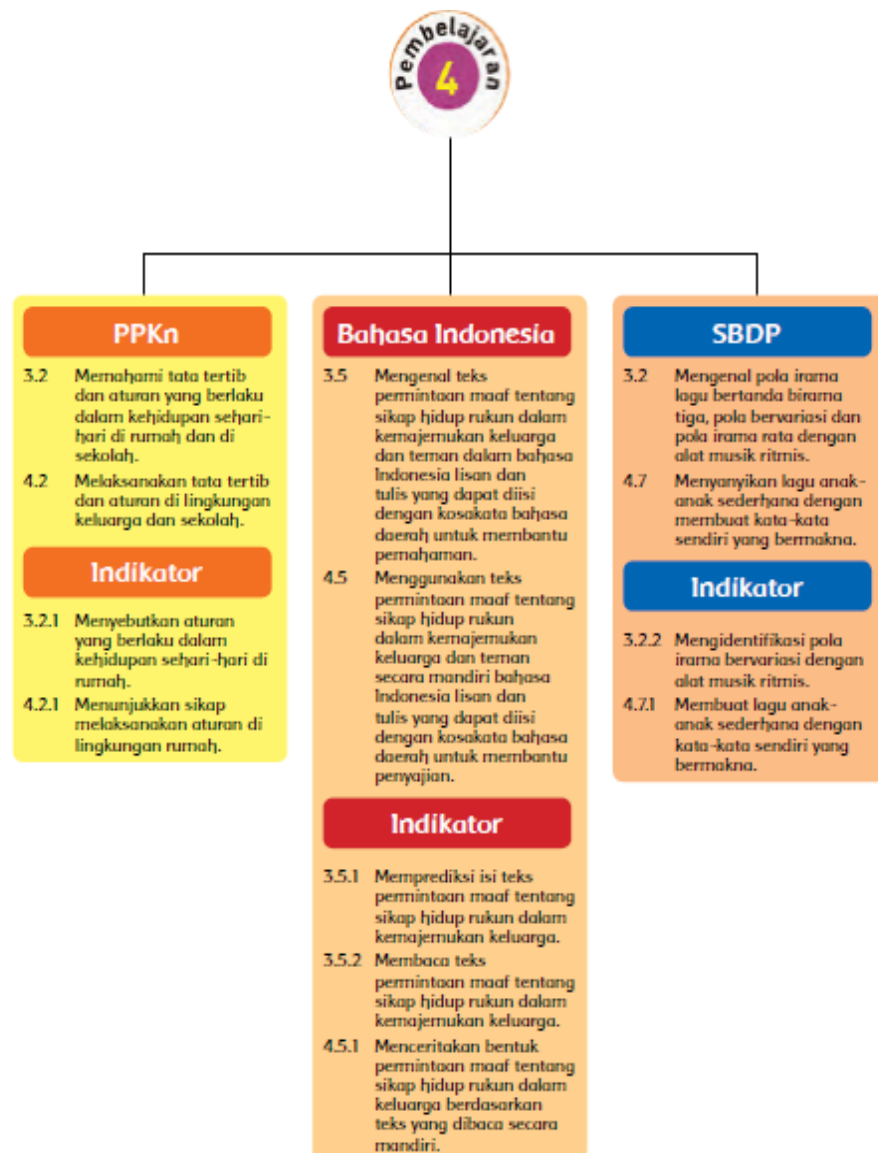 Pembelajaran
4
PPKn
3.2 Memahami tata tertib
dan aturan yang berlaku
dalam kehidupan sehari-
hari di rumah dan di
sekolah.
4.2 Melaksanakan tata tertib
dan aturan di lingkungan
keluarga dan sekolah.
Indikator
3.2.1 Menyebutkan aturan
yang berlaku dalam
kehidupan sehari-hari di
rumah.
4.2.1 Menunjukkan sikap
melaksanakan aturan di
lingkungan rumah.
Bahasa Indonesia
3.5 Mengenal teks
permintaan maaf tentang
sikap hidup rukun dalam
kemajemukan keluarga
dan teman dalam bahasa
Indonesia lisan dan
tulis yang dapat diisi
dengan kosakata bahasa
daerah untuk membantu
pemahaman.
4.5 Menggunakan teks
permintaan maaf tentang
sikap hidup rukun
dalam kemajemukan
keluarga dan teman
secara mandiri bahasa
Indonesia lisan dan
tulis yang dapat diisi
dengan kosakata bahasa
daerah untuk membantu
penyajian.
Indikator
3.5.1 Memprediksi isi teks
permintaan maaf tentang
sikap hidup rukun dalam
kemajemukan keluarga.
3.5.2 Membaca teks
permintaan maaf tentang
sikap hidup rukun dalam
kemajemukan keluarga.
4.5.1 Menceritakan bentuk
permintaan maaf tentang
sikap hidup rukun dalam
keluarga berdasarkan
teks yang dibaca secara
mandiri.
SBDP
3.2 Mengenal pola irama
lagu bertanda birama
tiga, pola bervariasi dan
pola irama rata dengan
alat musik ritmis.
4.7 Menyanyikan lagu anak-
anak sederhana dengan
membuat kata-kata
sendiri yang bermakna.
Indikator
3.2.2 Mengidentifikasi pola
irama bervariasi dengan
alat musik ritmis.
4.7.1 Membuat lagu anak-
anak sederhana dengan
kata-kata sendiri yang
bermakna.